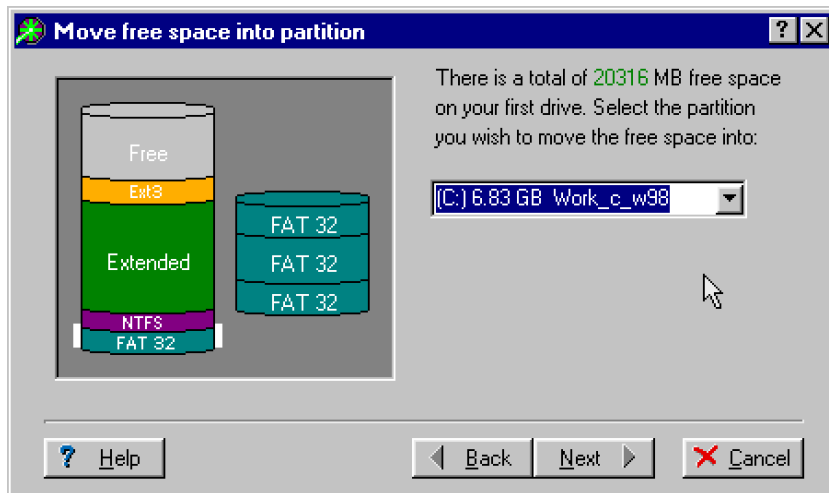 Move free space into partition
There is a total of 20316 MB free space
on your first drive. Select the partition
you wish to move the free space into:
(C:) 6.83 GB Work_c_w98
Free
Ext3
Extended
NTFS
FAT 32
FAT 32
FAT 32
FAT 32
? Help
Back
Next
Cancel